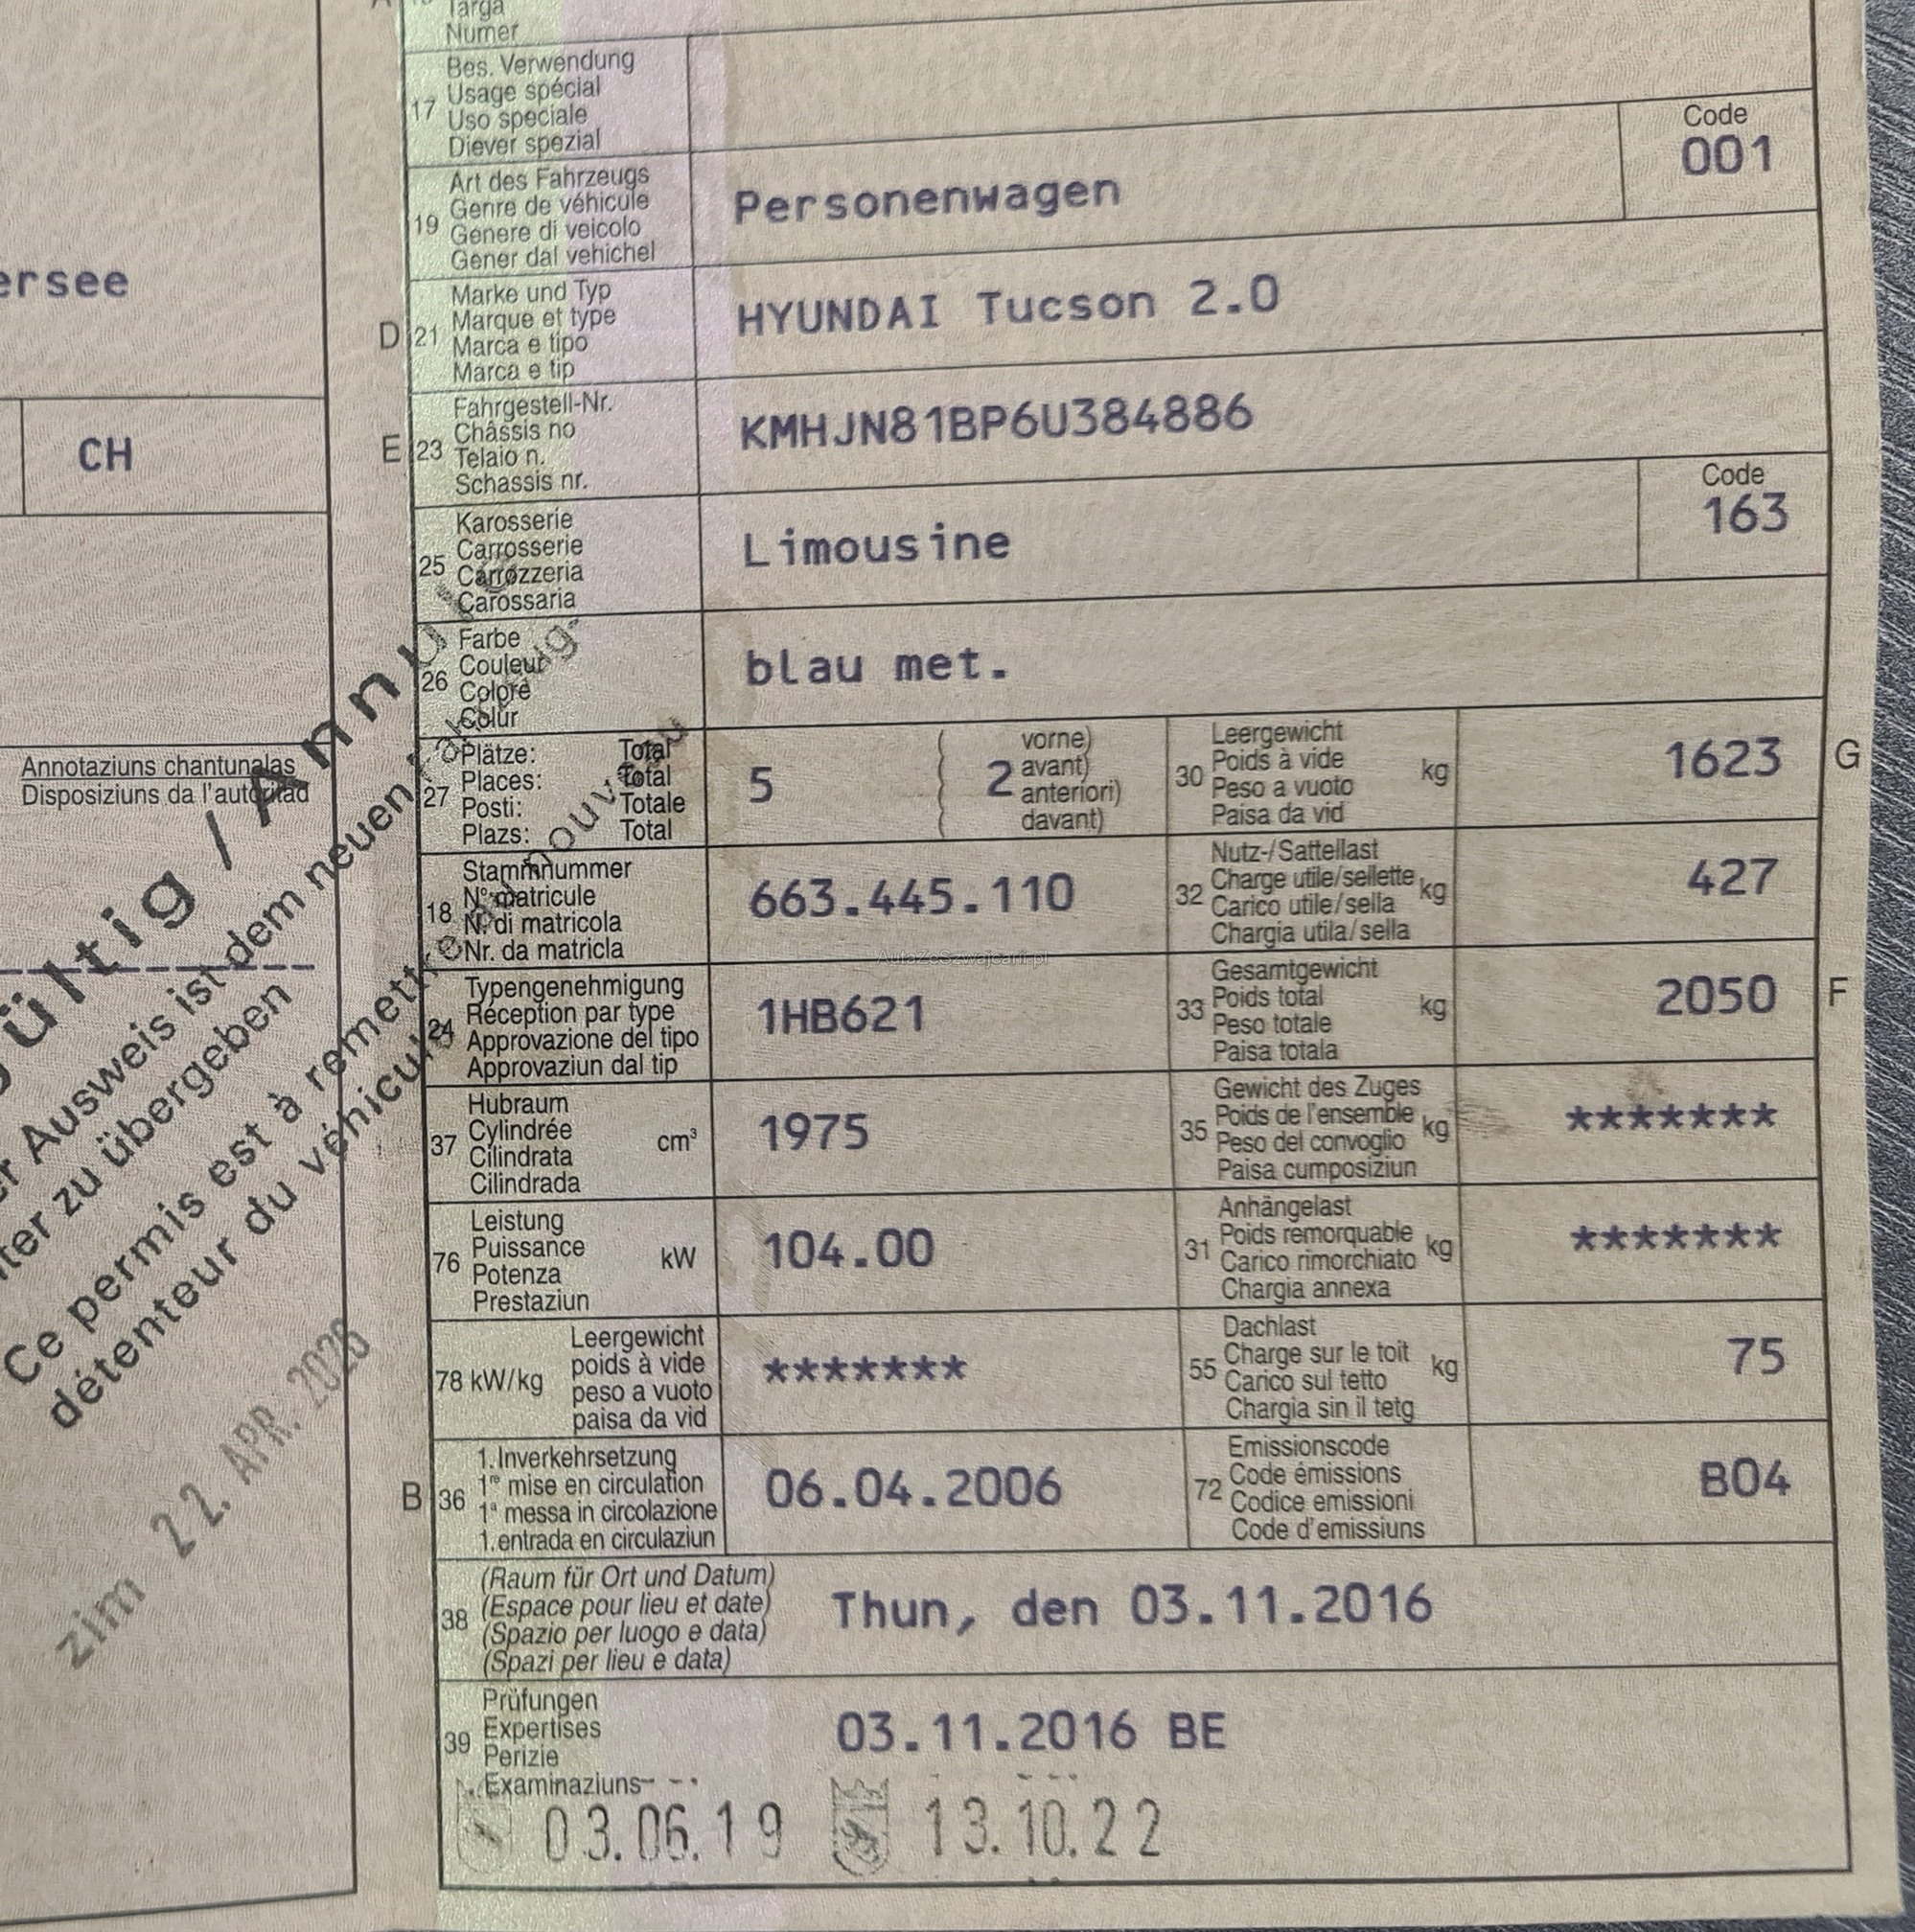 ersee
CH
Annotaziuns chantunalas
Disposiziuns da l'autoritad
ültig / Annulé
r Ausweis ist dem neuen
ter zu übergeben
Ce permis est à remettre au nouveau
détenteur du véhicule
22. APR. 2026
zim
Targa
Numer
17
Bes. Verwendung
Usage spécial
Uso speciale
Diever spezial
19
Art des Fahrzeugs
Genre de véhicule
Genere di veicolo
Gener dal vehichel
Personenwagen
Code
001
D 21
Marke und Typ
Marque et type
Marca e tipo
Marca e tip
HYUNDAI Tucson 2.0
E 23
Fahrgestell-Nr.
Châssis no
Telaio n.
Schassis nr.
KMHJN81BP6U384886
25
Karosserie
Carrosserie
Carrozzeria
Carossaria
Limousine
Code
163
26
Farbe
Couleur
Colore
Colur
blau met.
27
Plätze: Total
Places: Total
Posti: Totale
Plazs: Total
5
2
vorne)
avant)
anteriori)
davant)
30
Leergewicht
Poids à vide
Peso a vuoto
Paisa da vid
kg
1623
G
18
Stammnummer
N° matricule
N. di matricola
Nr. da matricla
663.445.110
32
Nutz-/Sattellast
Charge utile/sellette
Carico utile/sella
Chargia utila/sella
kg
427
AutaZeSzwajcarii.pl
24
Typengenehmigung
Réception par type
Approvazione del tipo
Approvaziun dal tip
1HB621
33
Gesamtgewicht
Poids total
Peso totale
Paisa totala
kg
2050
F
37
Hubraum
Cylindrée
Cilindrata
Cilindrada
cm³
1975
35
Gewicht des Zuges
Poids de l'ensemble
Peso del convoglio
Paisa cumposiziun
kg
*******
76
Leistung
Puissance
Potenza
Prestaziun
kW
104.00
31
Anhängelast
Poids remorquable
Carico rimorchiato
Chargia annexa
kg
*******
78 kW/kg
Leergewicht
poids à vide
peso a vuoto
paisa da vid
*******
55
Dachlast
Charge sur le toit
Carico sul tetto
Chargia sin il tetg
kg
75
B 36
1. Inverkehrsetzung
1re mise en circulation
1a messa in circolazione
1. entrada en circulaziun
06.04.2006
72
Emissionscode
Code émissions
Codice emissioni
Code d'emissiuns
B04
38
(Raum für Ort und Datum)
(Espace pour lieu et date)
(Spazio per luogo e data)
(Spazi per lieu e data)
Thun, den 03.11.2016
39
Prüfungen
Expertises
Perizie
Examinaziuns
03.11.2016 BE
03.06.19
13.10.22